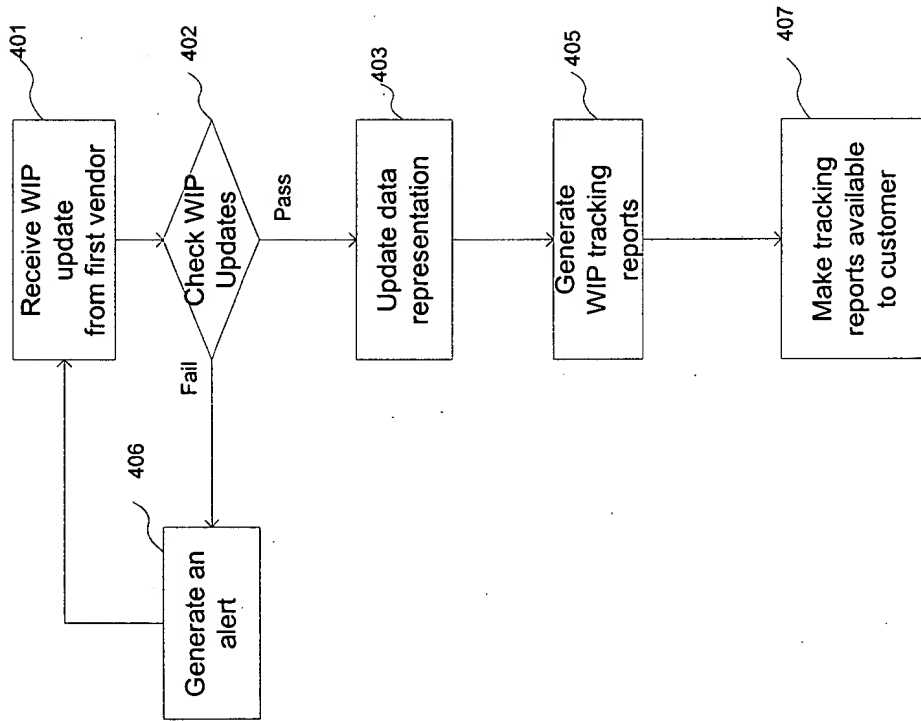 401
Receive WIP
update
from first vendor
402
Check WIP
Updates
Fail
Pass
406
Generate an
alert
403
Update data
representation
405
Generate
WIP tracking
reports
407
Make tracking
reports available
to customer